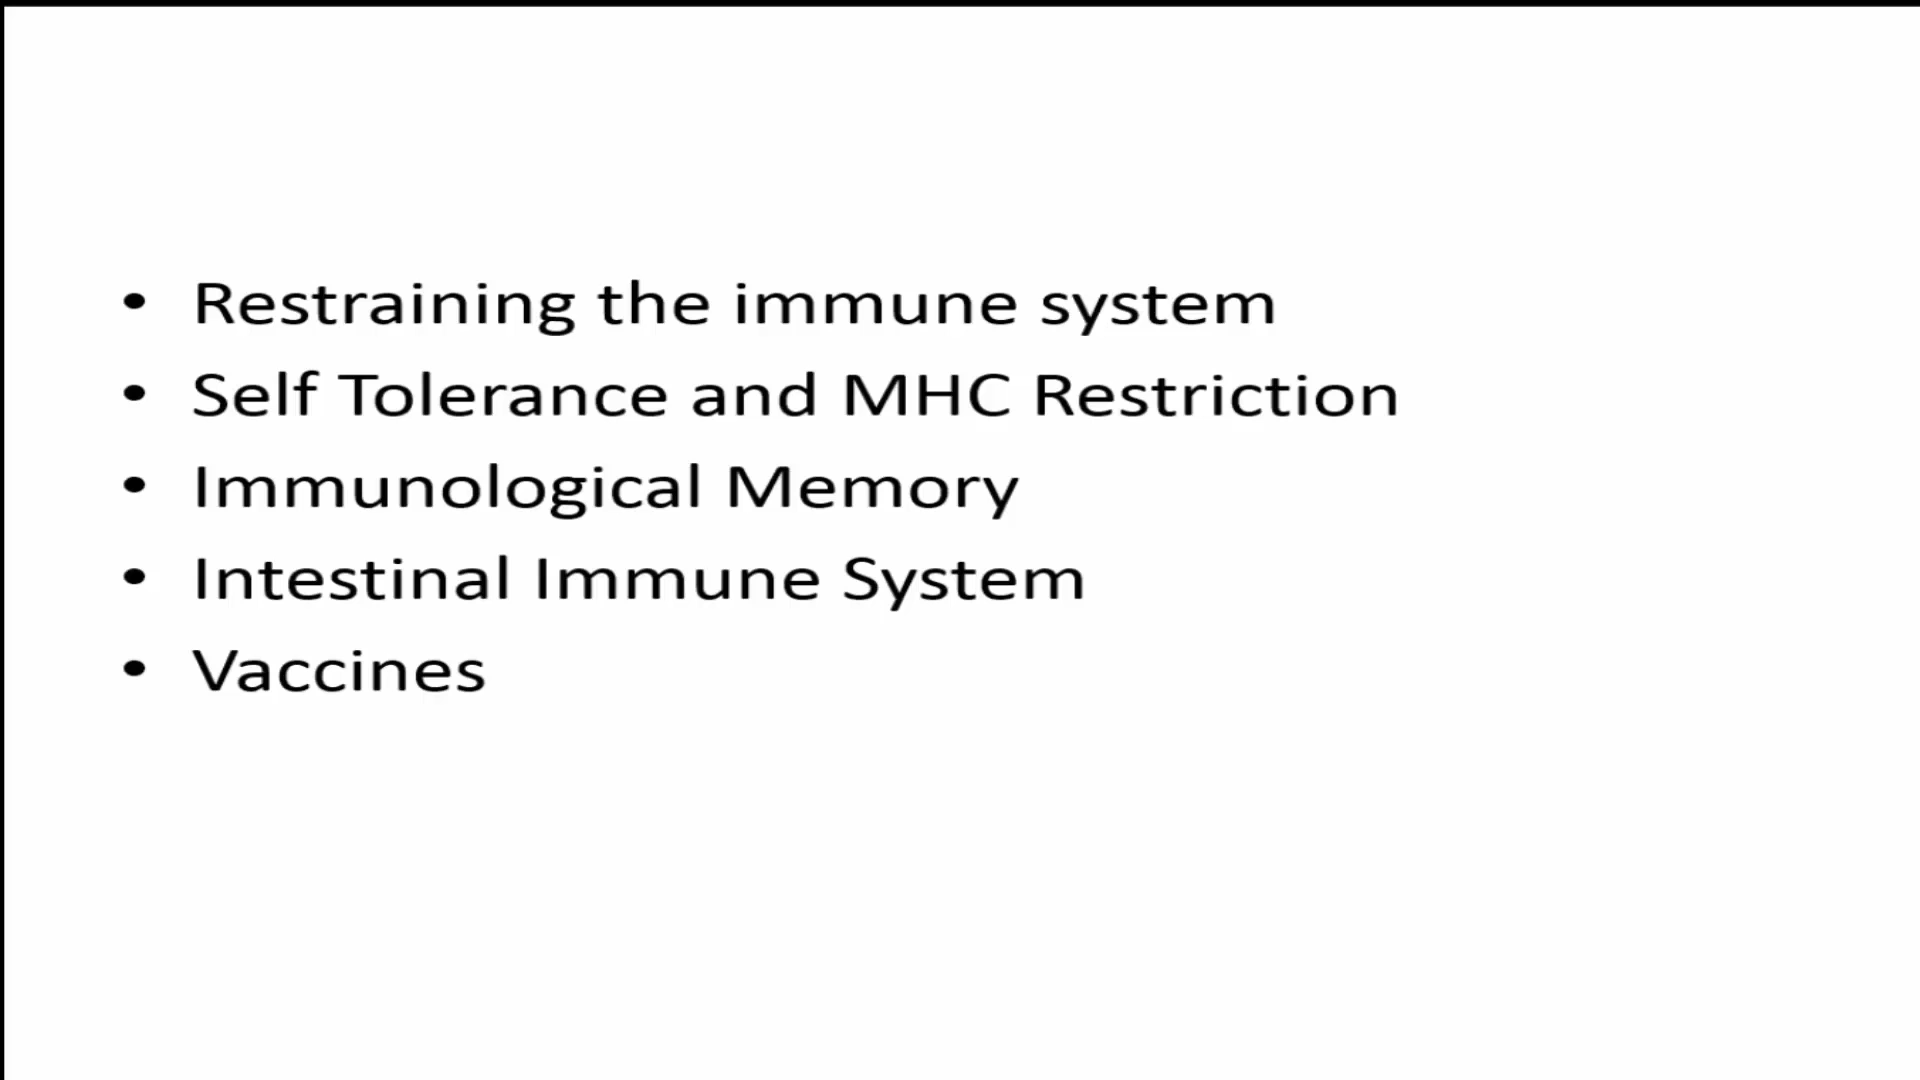 • Restraining the immune system
• Self Tolerance and MHC Restriction
• Immunological Memory
• Intestinal Immune System
• Vaccines